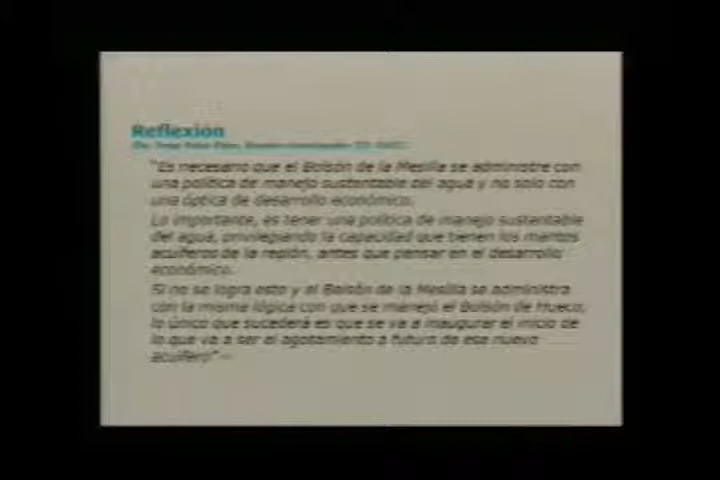 Reflexión
"Es necesario que el Bolsón de la Mesilla se administre con
una política de manejo sustentable del agua y no solo con
una óptica de desarrollo económico.
Lo importante, es tener una política de manejo sustentable
del agua, privilegiando la capacidad que tienen los mantos
acuíferos de la región, antes que pensar en el desarrollo
económico.
Si no se logra esto y el Bolsón de la Mesilla se administra
con la misma lógica con que se manejó el Bolsón de Hueco,
lo único que sucederá es que se va a inaugurar el inicio de
lo que va a ser el agotamiento a futuro de ese nuevo
acuífero"